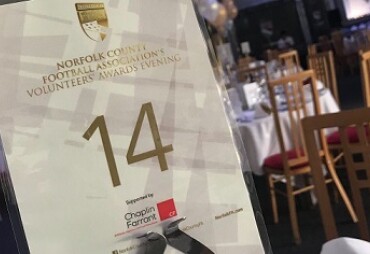 NORFOLK COUNTY
FOOTBALL ASSOCIATION'S
VOLUNTEERS' AWARDS EVENING
14
Supported by
Chaplin
Farrant